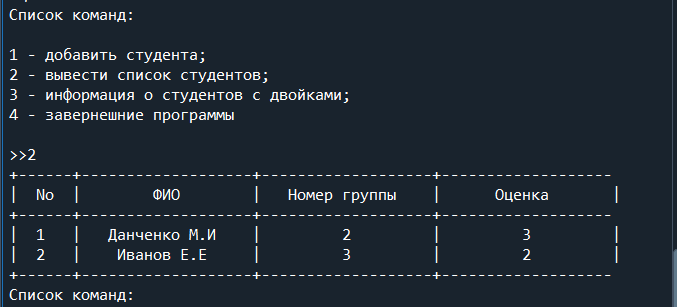 Список команд:
1 - добавить студента;
2 - вывести список студентов;
3 - информация о студентов с двойками;
4 - завернешние программы
>>2
+------+-------------------+-------------------+-------------------
|  No  |        ФИО        |   Номер группы    |      Оценка       |
+------+-------------------+-------------------+-------------------
|  1   |   Данченко М.И    |         2         |         3         |
|  2   |    Иванов Е.Е     |         3         |         2         |
+------+-------------------+-------------------+-------------------
Список команд: